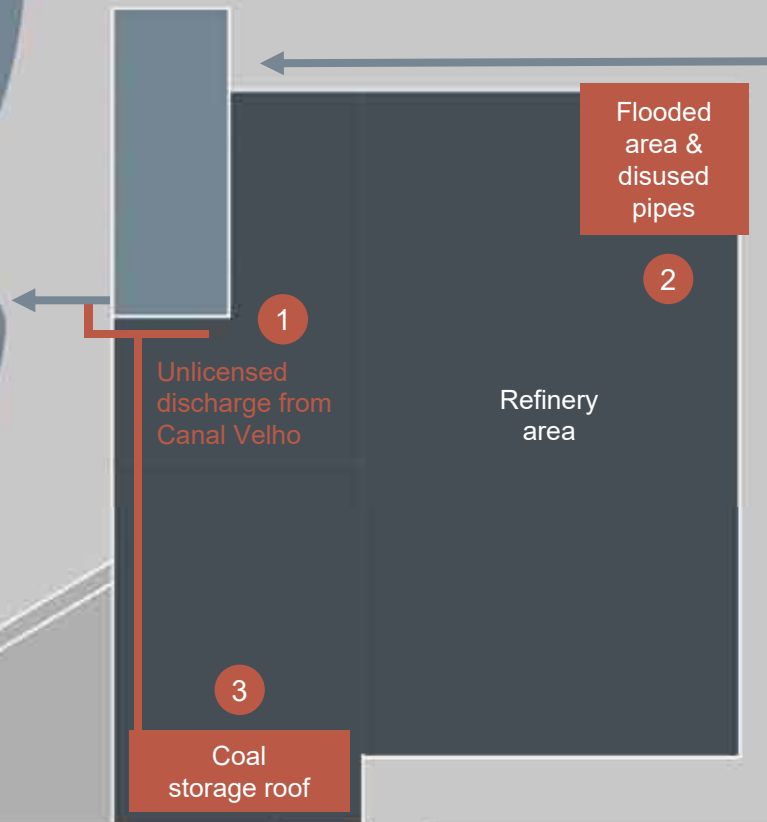 Flooded
area &
disused
pipes
2
1
Unlicensed
discharge from
Canal Velho
Refinery
area
3
Coal
storage roof